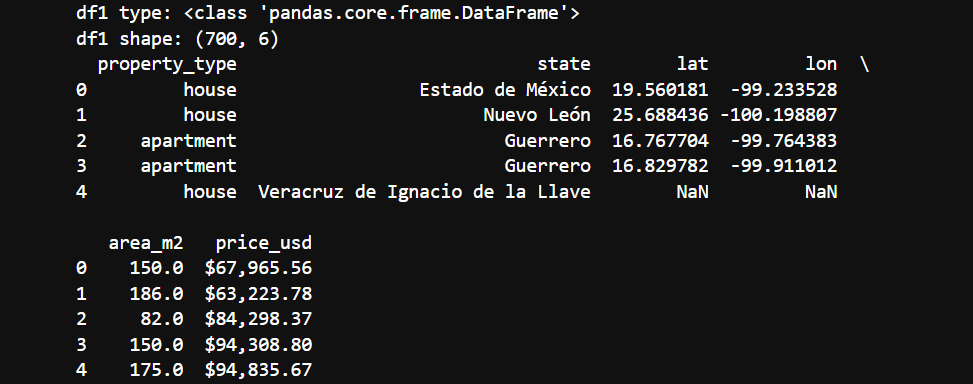 df1 type: <class 'pandas.core.frame.DataFrame'>
df1 shape: (700, 6)
property_type state lat lon \
0 house Estado de México 19.560181 -99.233528
1 house Nuevo León 25.688436 -100.198807
2 apartment Guerrero 16.767704 -99.764383
3 apartment Guerrero 16.829782 -99.911012
4 house Veracruz de Ignacio de la Llave NaN NaN
area_m2 price_usd
0 150.0 $67,965.56
1 186.0 $63,223.78
2 82.0 $84,298.37
3 150.0 $94,308.80
4 175.0 $94,835.67